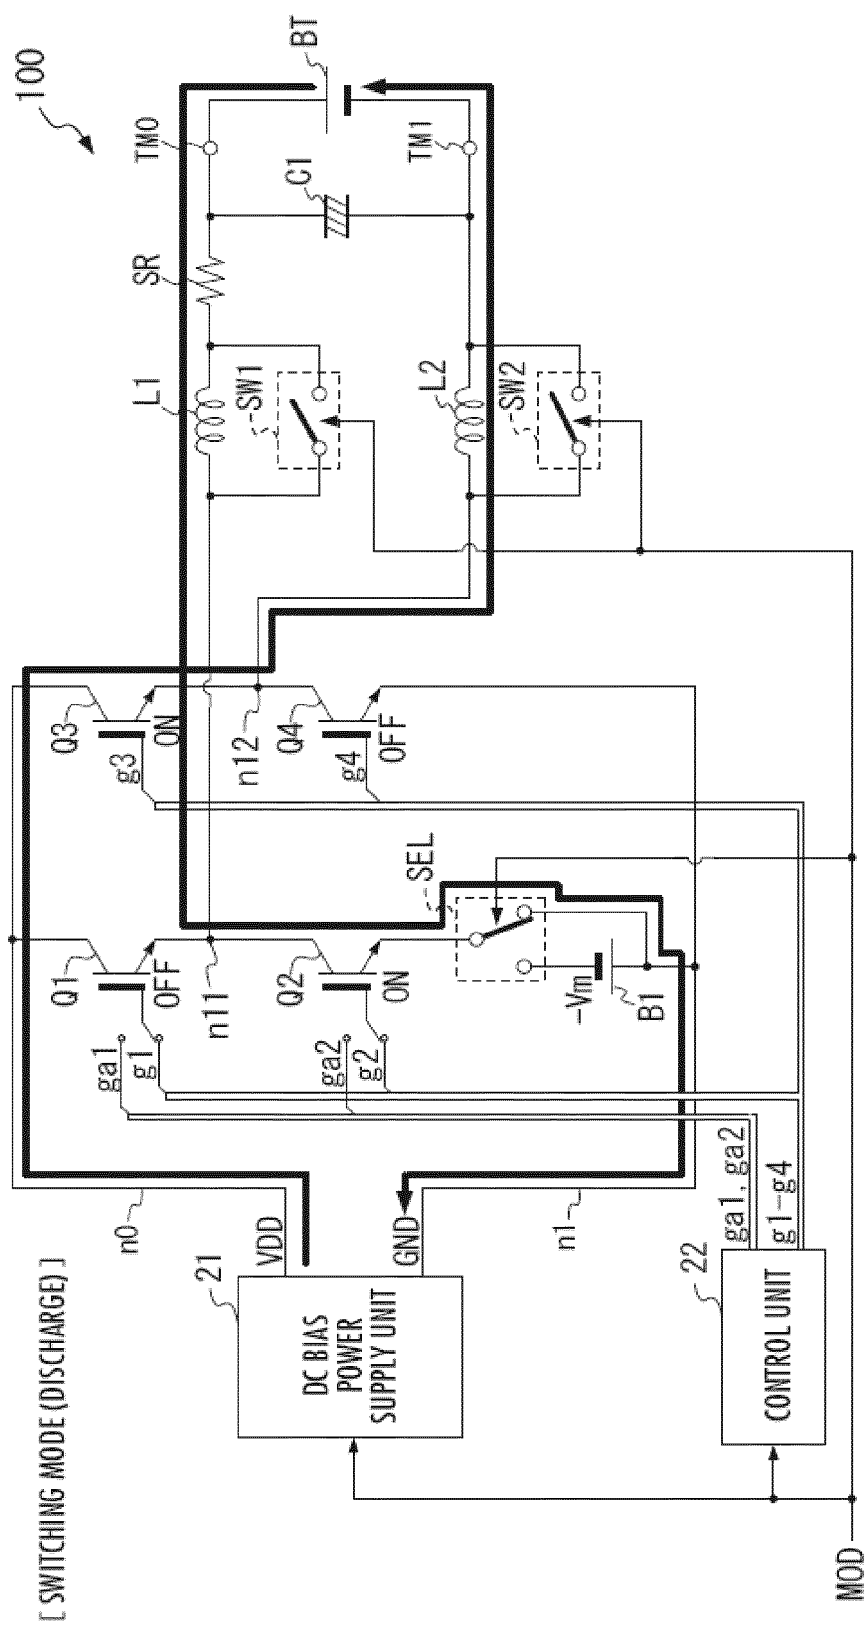 [ SWITCHING MODE (DISCHARGE) ]
100
n0
VDD
21
DC BIAS
POWER
SUPPLY UNIT
GND
n1
22
CONTROL UNIT
ga1, ga2
g1-g4
MOD
Q1
OFF
ga1
g1
n11
Q2
ON
ga2
g2
SEL
-Vm
B1
Q3
ON
g3
n12
Q4
OFF
g4
L1
SW1
L2
SW2
SR
C1
TM0
TM1
BT